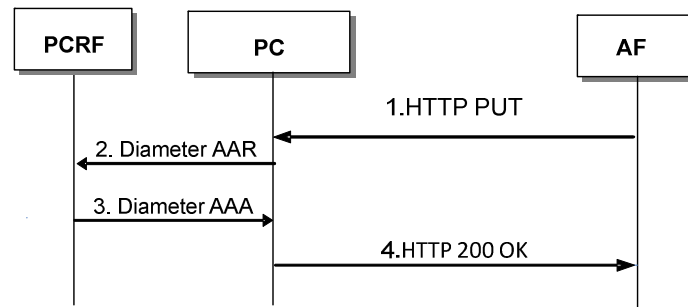 PCRF
PC
AF
1.HTTP PUT
2. Diameter AAR
3. Diameter AAA
4.HTTP 200 OK